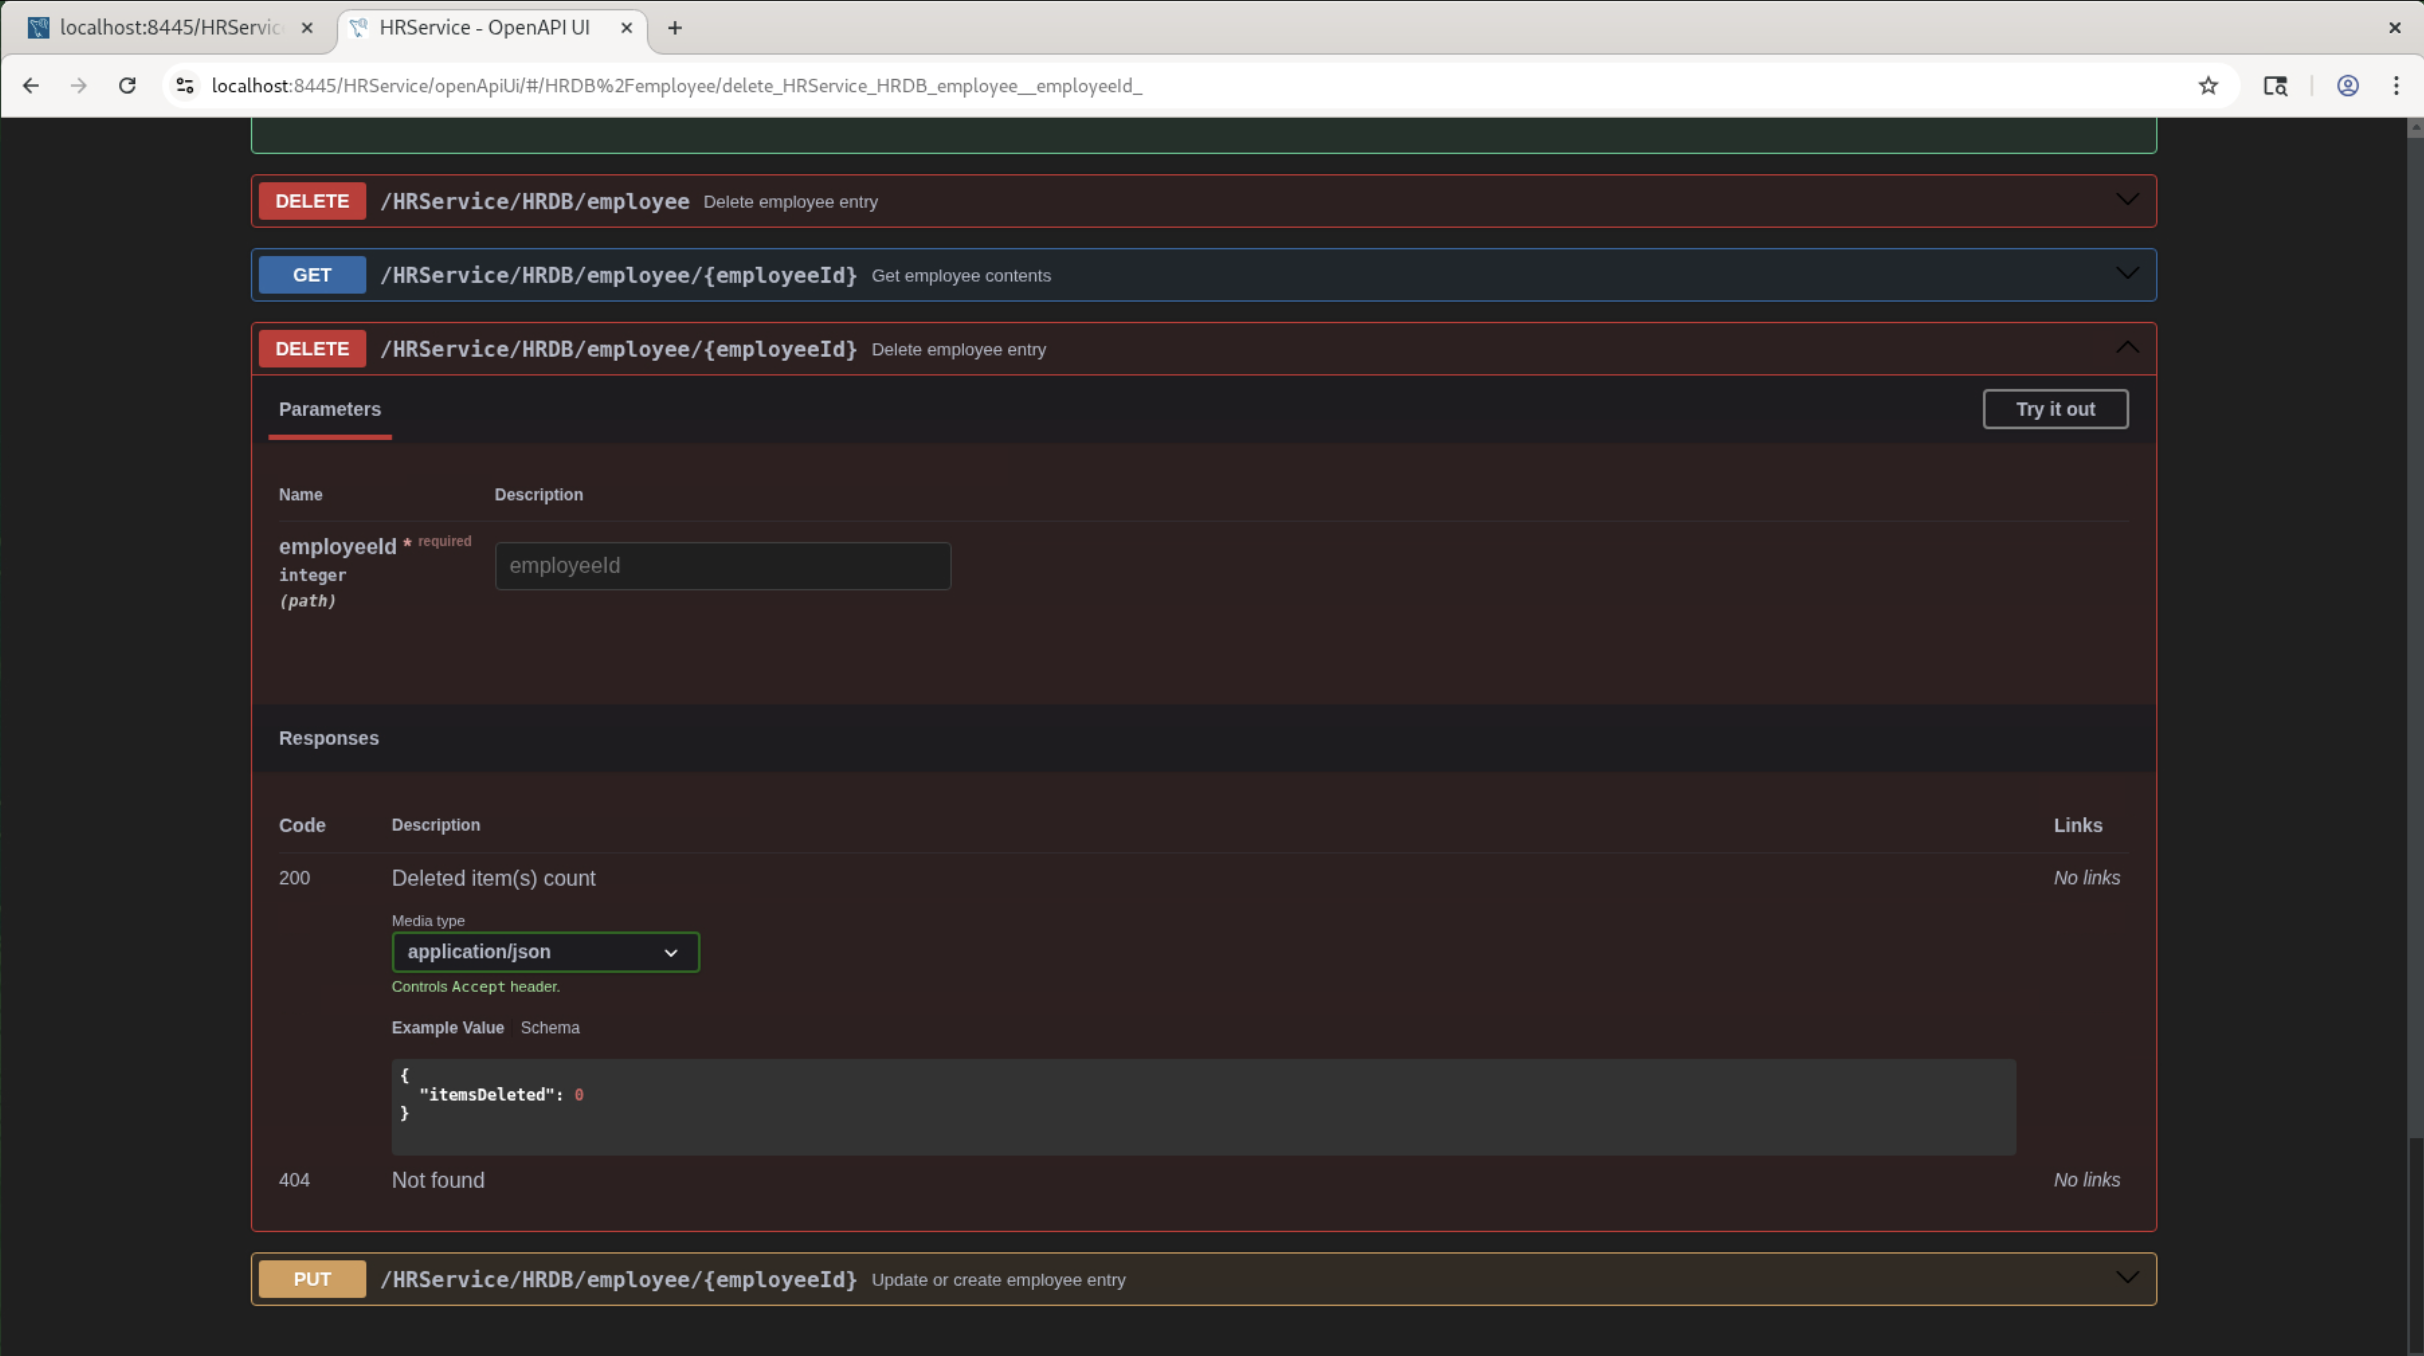 localhost:8445/HRServic
HRService - OpenAPI UI
localhost:8445/HRService/openApiUi/#/HRDB%2Femployee/delete_HRService_HRDB_employee__employeeId_
DELETE /HRService/HRDB/employee Delete employee entry
GET /HRService/HRDB/employee/{employeeId} Get employee contents
DELETE /HRService/HRDB/employee/{employeeId} Delete employee entry
Parameters Try it out
Name Description
employeeId * required
integer
(path)
employeeId
Responses
Code Description Links
200 Deleted item(s) count No links
Media type
application/json
Controls Accept header.
Example Value Schema
{
"itemsDeleted": 0
}
404 Not found No links
PUT /HRService/HRDB/employee/{employeeId} Update or create employee entry